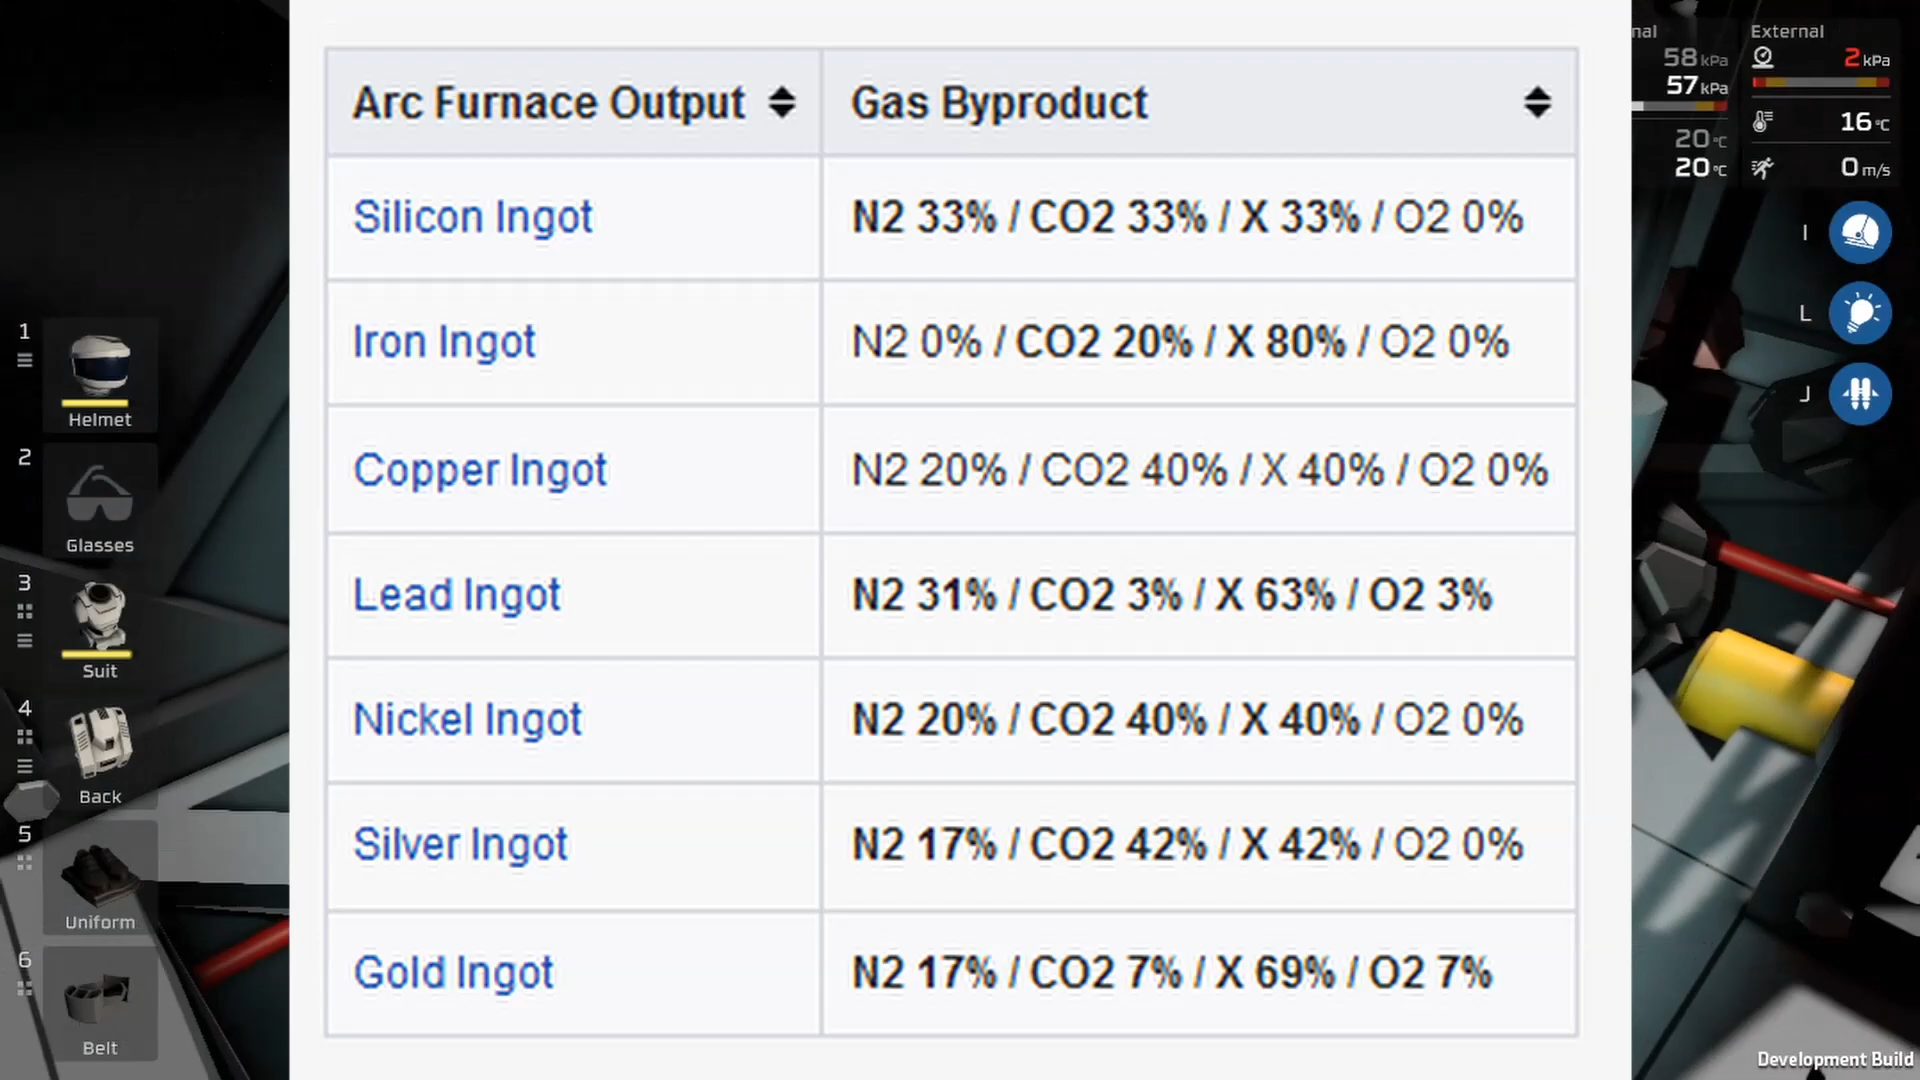 Arc Furnace Output Gas Byproduct
Silicon Ingot N2 33% / CO2 33% / X 33% / O2 0%
Iron Ingot N2 0% / CO2 20% / X 80% / O2 0%
Copper Ingot N2 20% / CO2 40% / X 40% / O2 0%
Lead Ingot N2 31% / CO2 3% / X 63% / O2 3%
Nickel Ingot N2 20% / CO2 40% / X 40% / O2 0%
Silver Ingot N2 17% / CO2 42% / X 42% / O2 0%
Gold Ingot N2 17% / CO2 7% / X 69% / O2 7%
1
Helmet
2
Glasses
3
Suit
4
Back
5
Uniform
6
Belt
nal
58 kPa
57 kPa
20 °C
20 °C
External
2 kPa
16 °C
0 m/s
I
L
J
Development Build